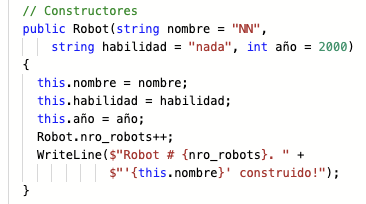 // Constructores
public Robot(string nombre = "NN",
string habilidad = "nada", int año = 2000)
{
this.nombre = nombre;
this.habilidad = habilidad;
this.año = año;
Robot.nro_robots++;
WriteLine($"Robot # {nro_robots}. " +
$"'{this.nombre}' construido!");
}